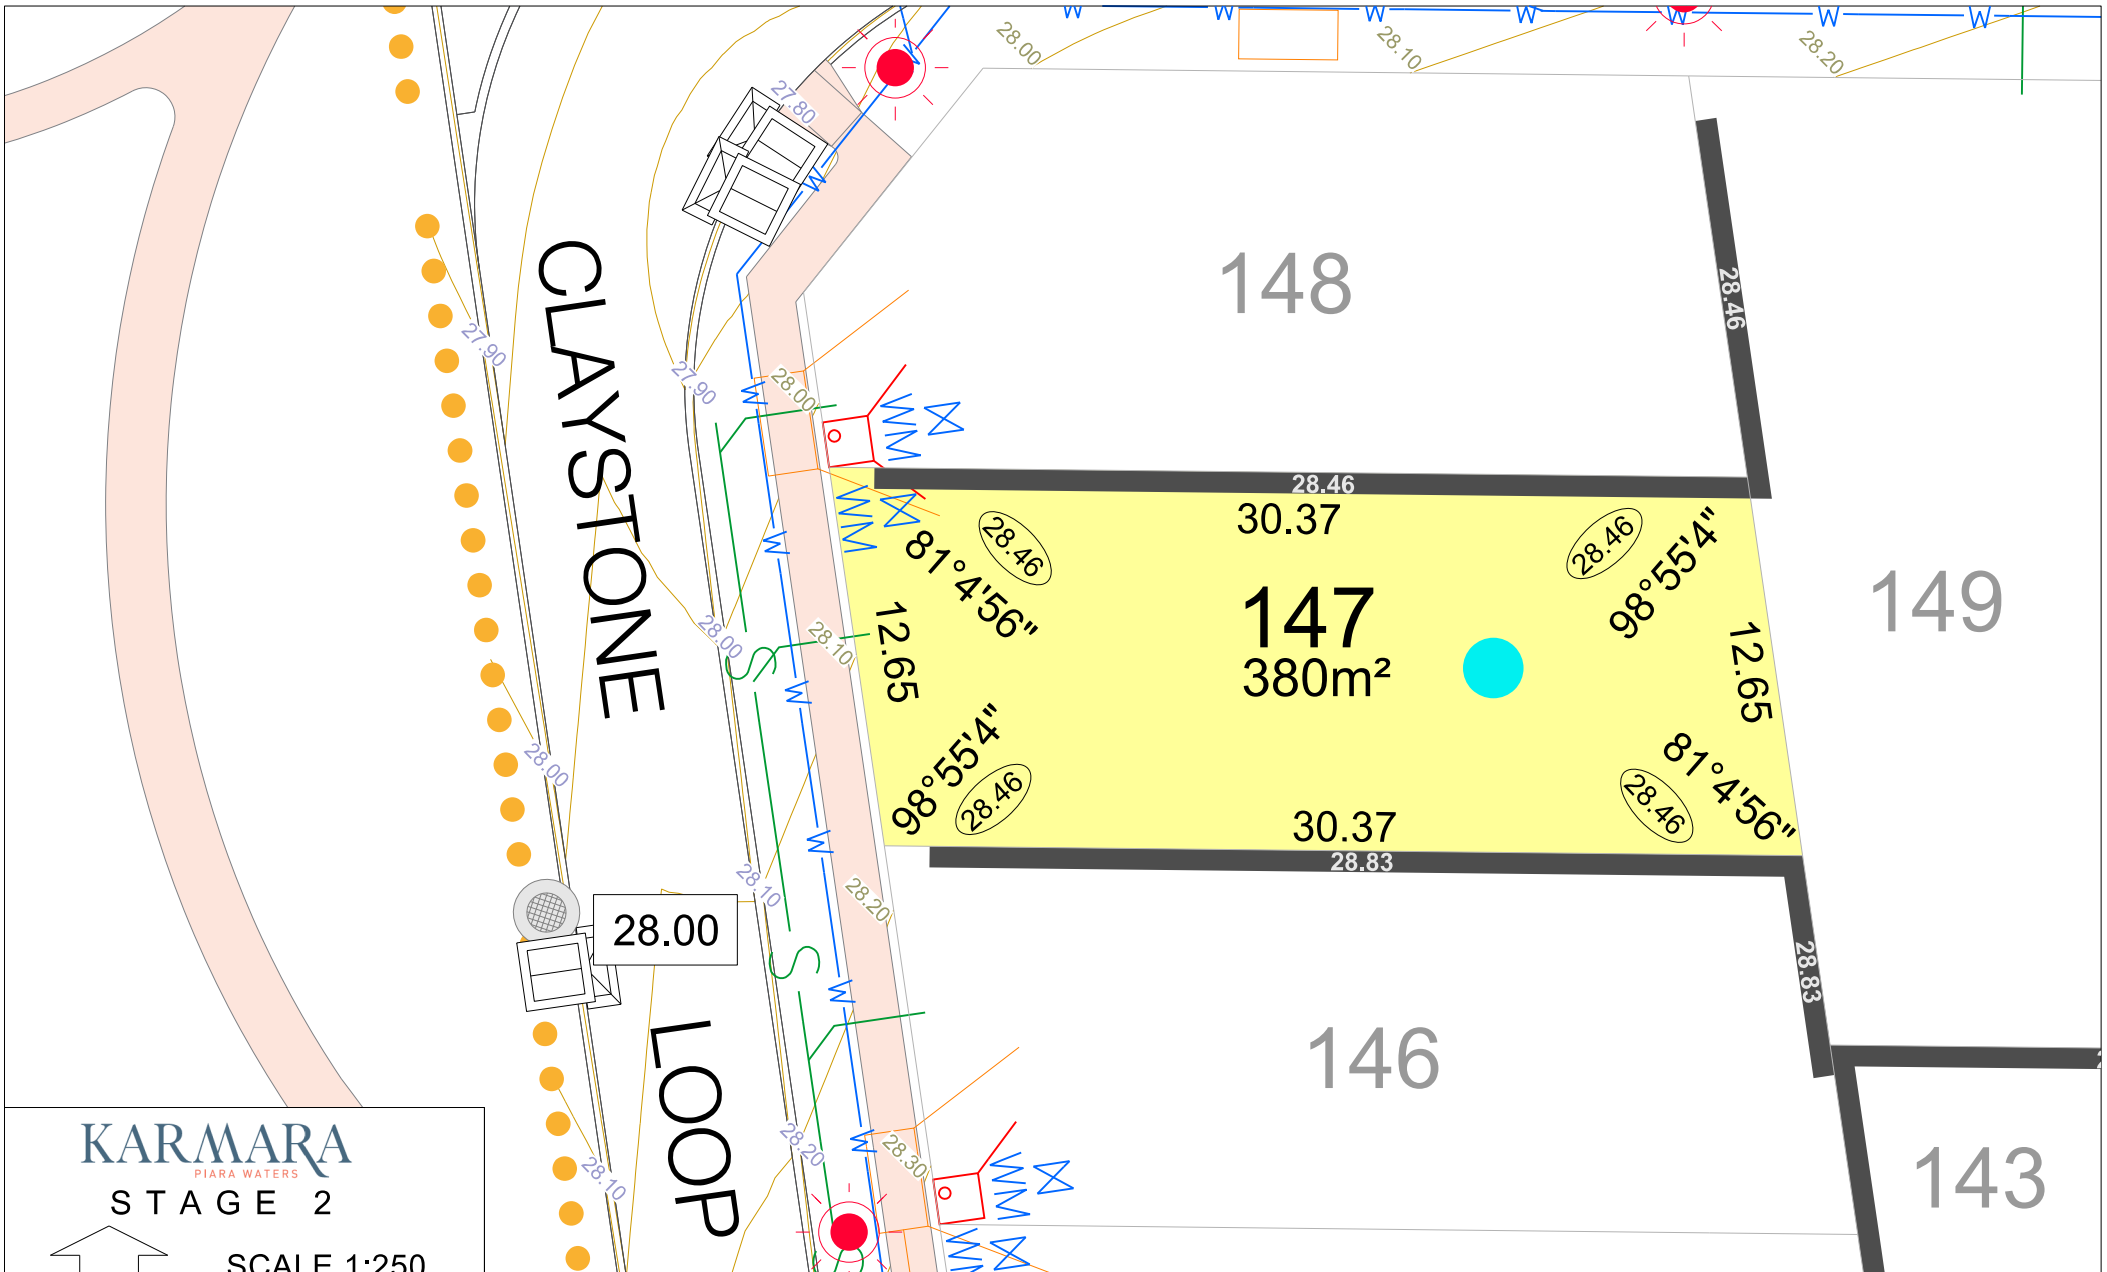 W W W W W W W
28.00
28.10
28.20
27.80
W
W
148
28.46
CLAYSTONE
27.90
27.90
28.00
W
28.46
30.37
28.46
28.46
81°4'56"
98°55'4"
W
147
380m²
149
12.65
12.65
28.00
28.10
S
W
28.00
98°55'4"
28.46
81°4'56"
28.46
30.37
28.83
W
28.10
28.20
28.00
S
W
28.83
LOOP
146
28.20
W
28.30
28.10
143
KARMARA
PIARA WATERS
STAGE 2
SCALE 1:250